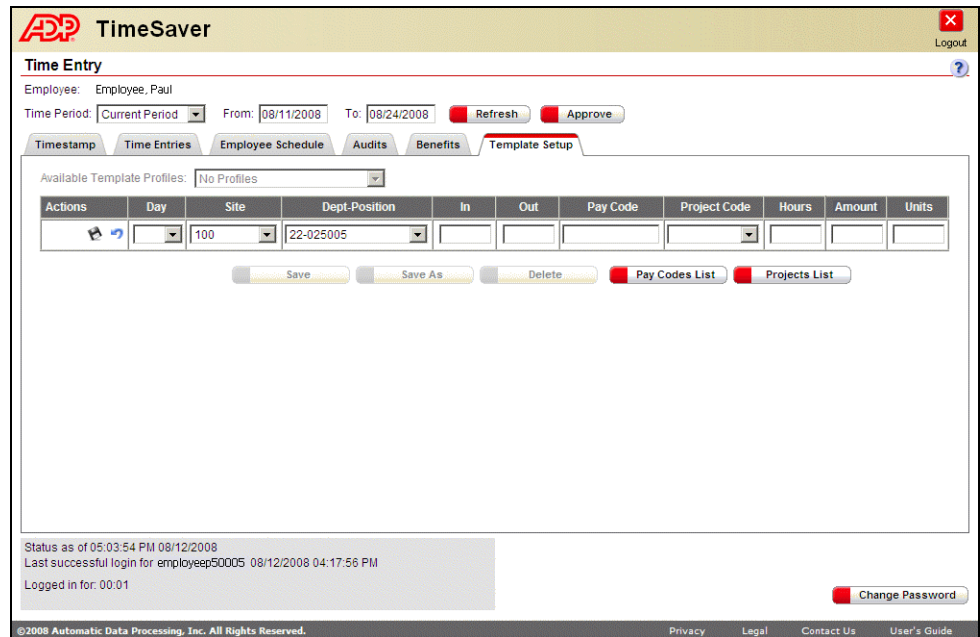 ADP TimeSaver
Logout
Time Entry
?
Employee: Employee, Paul
Time Period: Current Period From: 08/11/2008 To: 08/24/2008 Refresh Approve
Timestamp Time Entries Employee Schedule Audits Benefits Template Setup
Available Template Profiles: No Profiles
Actions Day Site Dept-Position In Out Pay Code Project Code Hours Amount Units
100 22-025005
Save Save As Delete Pay Codes List Projects List
Status as of 05:03:54 PM 08/12/2008
Last successful login for employeep50005 08/12/2008 04:17:56 PM
Logged in for: 00:01
Change Password
©2008 Automatic Data Processing, Inc. All Rights Reserved. Privacy Legal Contact Us User's Guide